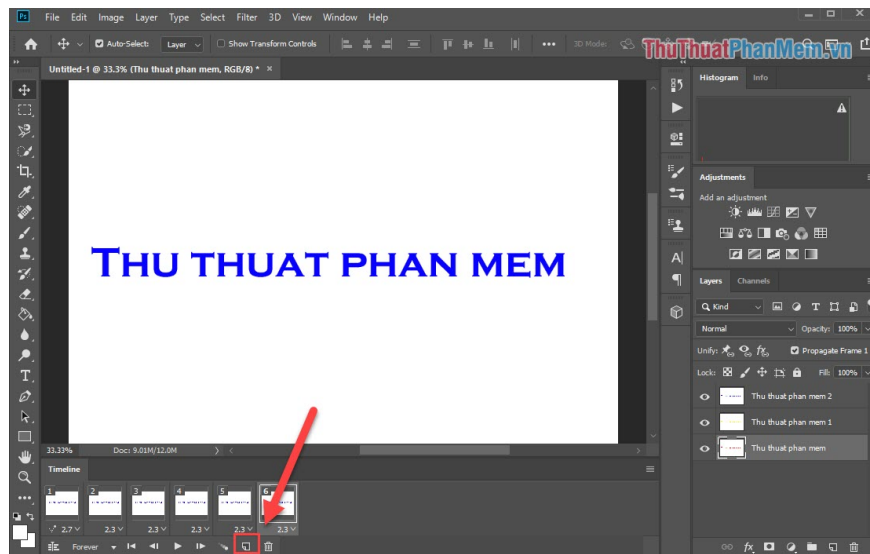 Ps File Edit Image Layer Type Select Filter 3D View Window Help
Auto-Select: Layer Show Transform Controls 3D Mode:
ThuThuatPhanMem.vn
Untitled-1 @ 33.3% (Thu thuat phan mem, RGB/8) * ×
Histogram Info
Adjustments
Add an adjustment
THU THUAT PHAN MEM
Layers Channels
Kind
Normal Opacity: 100%
Unify: Propagate Frame 1
Lock: Fill: 100%
Thu thuat phan mem 2
Thu thuat phan mem 1
Thu thuat phan mem
33.33% Doc: 9.01M/12.0M
Timeline
1 2 3 4 5 6
2.7 2.3 2.3 2.3 2.3 2.3
Forever